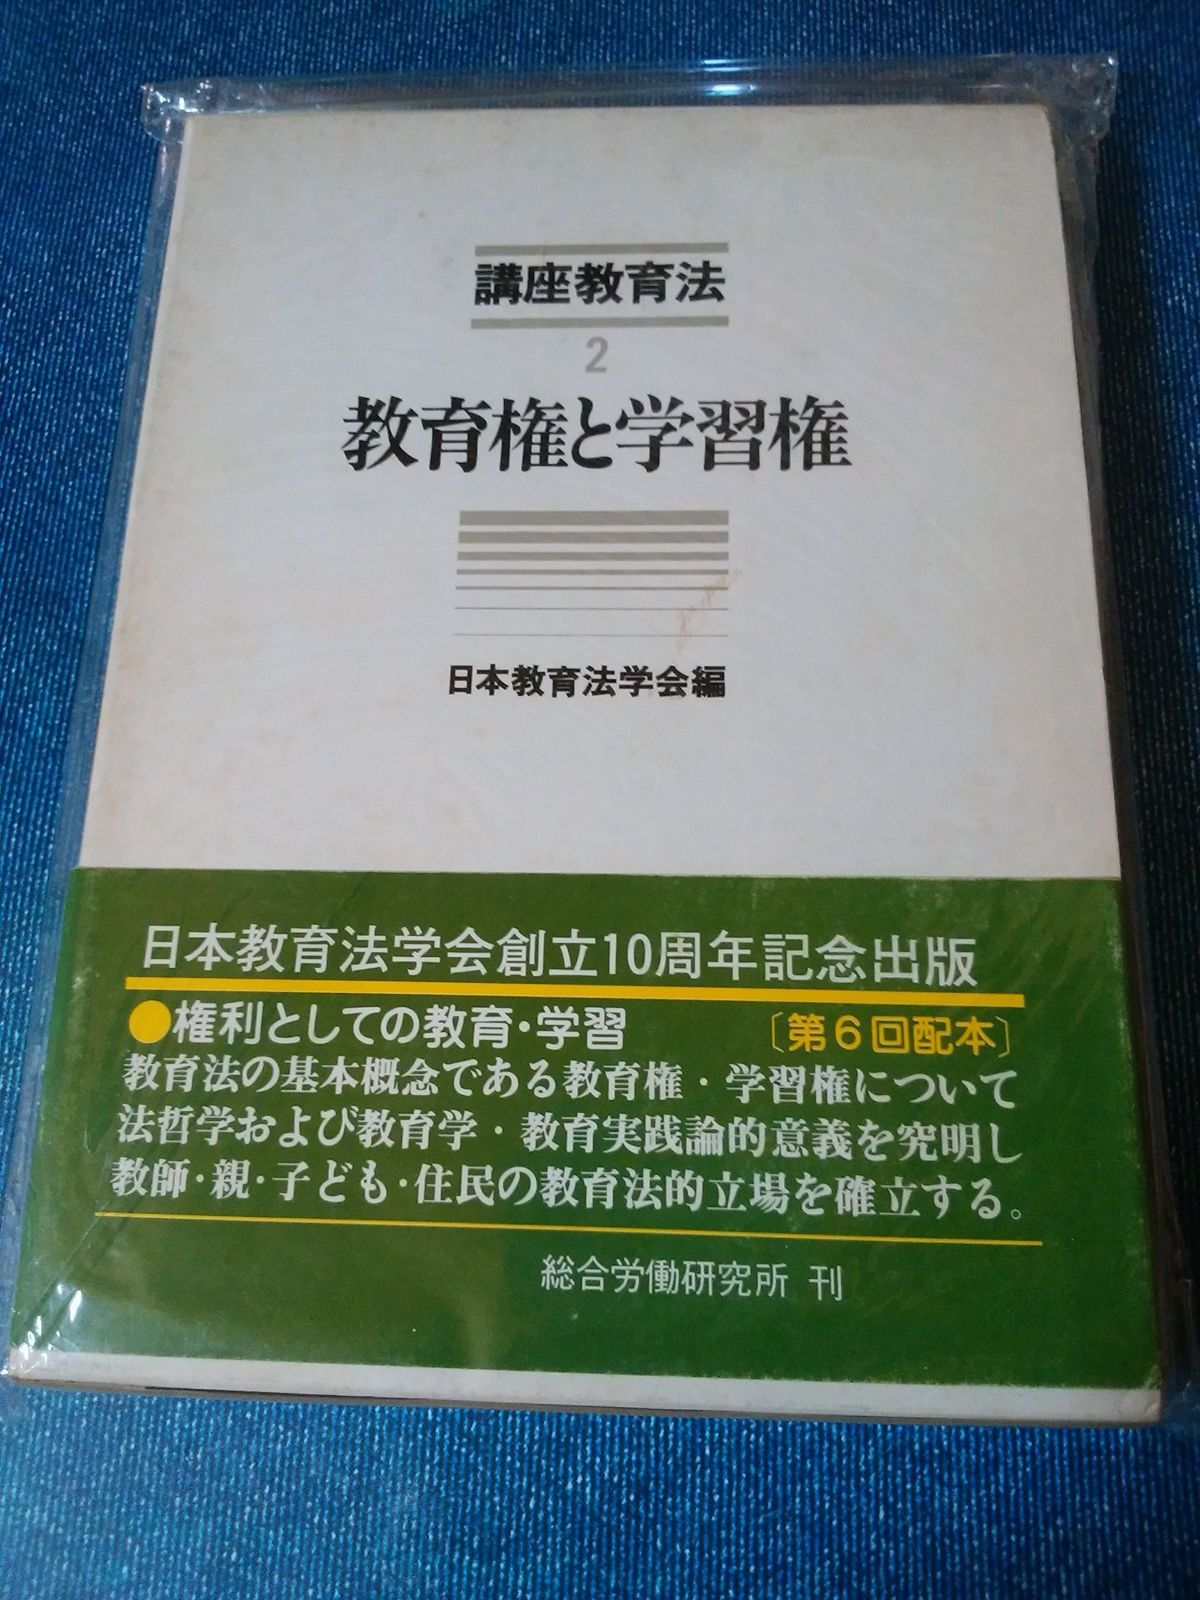 講座教育法
2
教育権と学習権
日本教育法学会編
日本教育法学会創立10周年記念出版
●権利としての教育・学習 〔第6回配本〕
教育法の基本概念である教育権・学習権について
法哲学および教育学・教育実践論的意義を究明し
教師・親・子ども・住民の教育法的立場を確立する。
総合労働研究所 刊